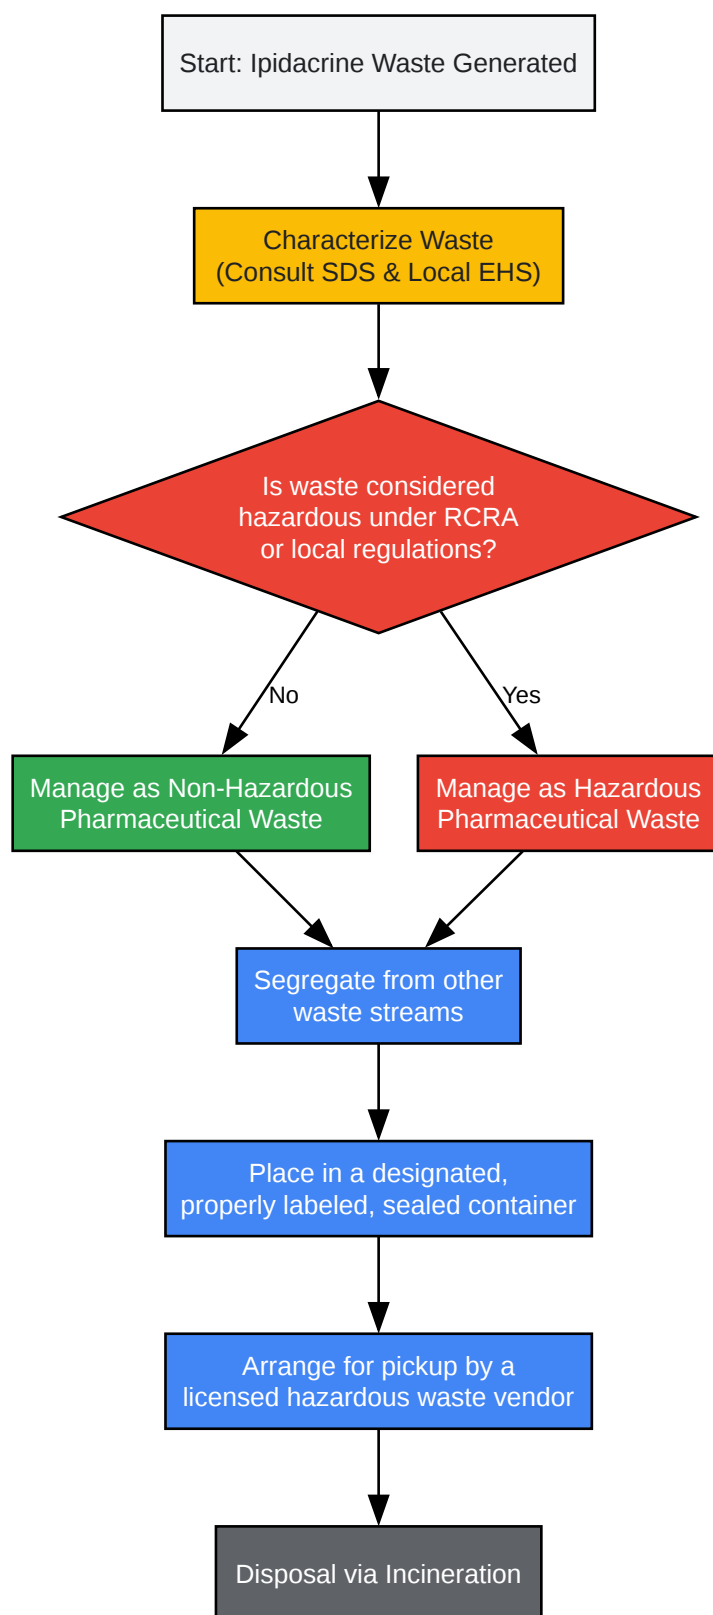 Start: Ipidacrine Waste Generated
Characterize Waste
(Consult SDS & Local EHS)
Is waste considered
hazardous under RCRA
or local regulations?
No
Yes
Manage as Non-Hazardous
Pharmaceutical Waste
Manage as Hazardous
Pharmaceutical Waste
Segregate from other
waste streams
Place in a designated,
properly labeled, sealed container
Arrange for pickup by a
licensed hazardous waste vendor
Disposal via Incineration